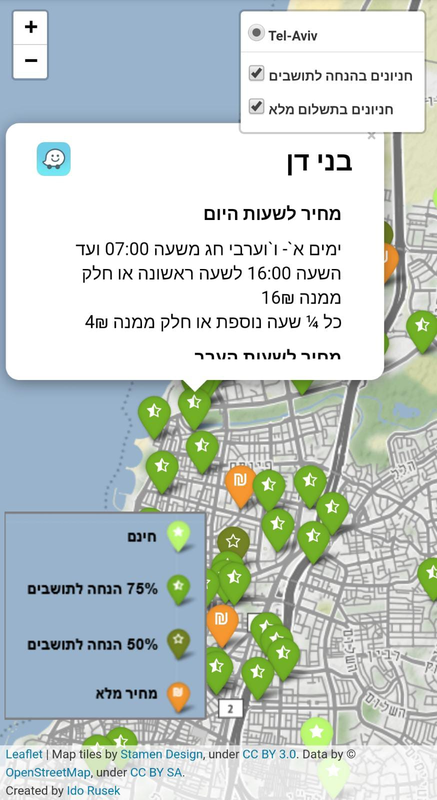 +
−
Tel-Aviv
חניונים בהנחה לתושבים
חניונים בתשלום מלא
×
בני דן
מחיר לשעות היום
ימים א`- ו`וערבי חג משעה 07:00 ועד
השעה 16:00 לשעה ראשונה או חלק
ממנה 16₪
כל ¼ שעה נוספת או חלק ממנה 4₪
מחיר לשעות הערב
חינם
75% הנחה לתושבים
50% הנחה לתושבים
מחיר מלא
2
Leaflet | Map tiles by Stamen Design, under CC BY 3.0. Data by ©
OpenStreetMap, under CC BY SA.
Created by Ido Rusek